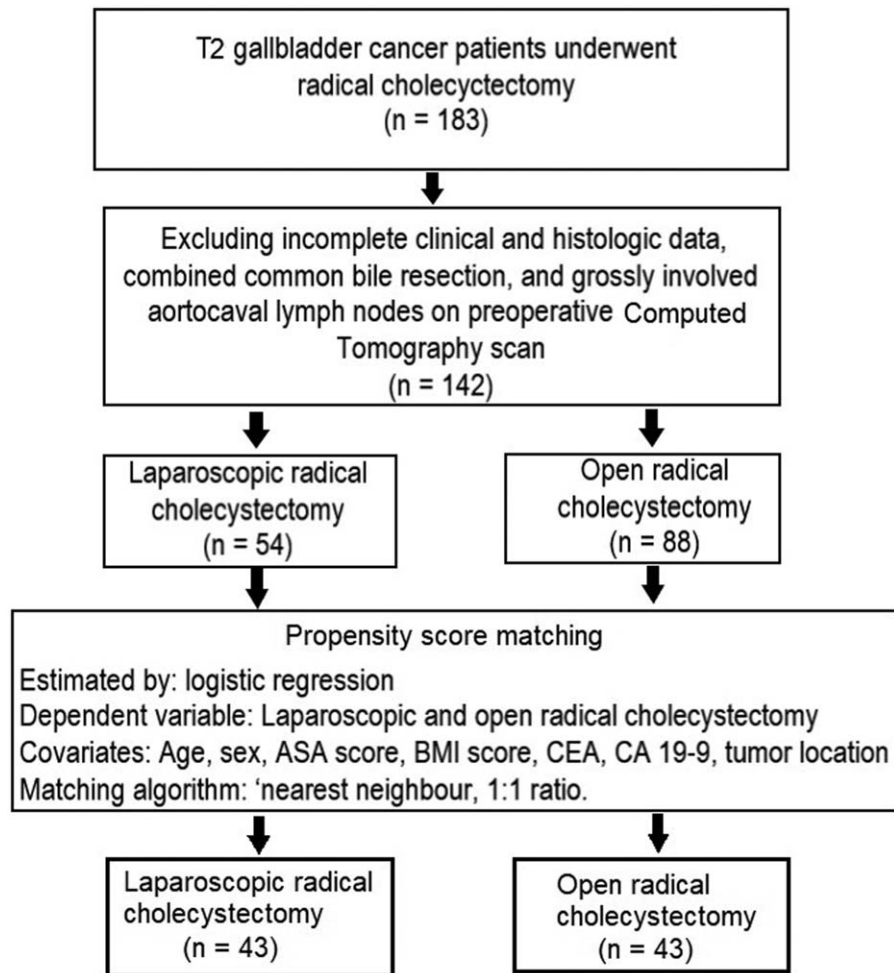 T2 gallbladder cancer patients underwent
radical cholecyctectomy
(n = 183)
Excluding incomplete clinical and histologic data,
combined common bile resection, and grossly involved
aortocaval lymph nodes on preoperative Computed
Tomography scan
(n = 142)
Laparoscopic radical
cholecystectomy
(n = 54)
Open radical
cholecystectomy
(n = 88)
Propensity score matching
Estimated by: logistic regression
Dependent variable: Laparoscopic and open radical cholecystectomy
Covariates: Age, sex, ASA score, BMI score, CEA, CA 19-9, tumor location
Matching algorithm: ‘nearest neighbour, 1:1 ratio.
Laparoscopic radical
cholecystectomy
(n = 43)
Open radical
cholecystectomy
(n = 43)